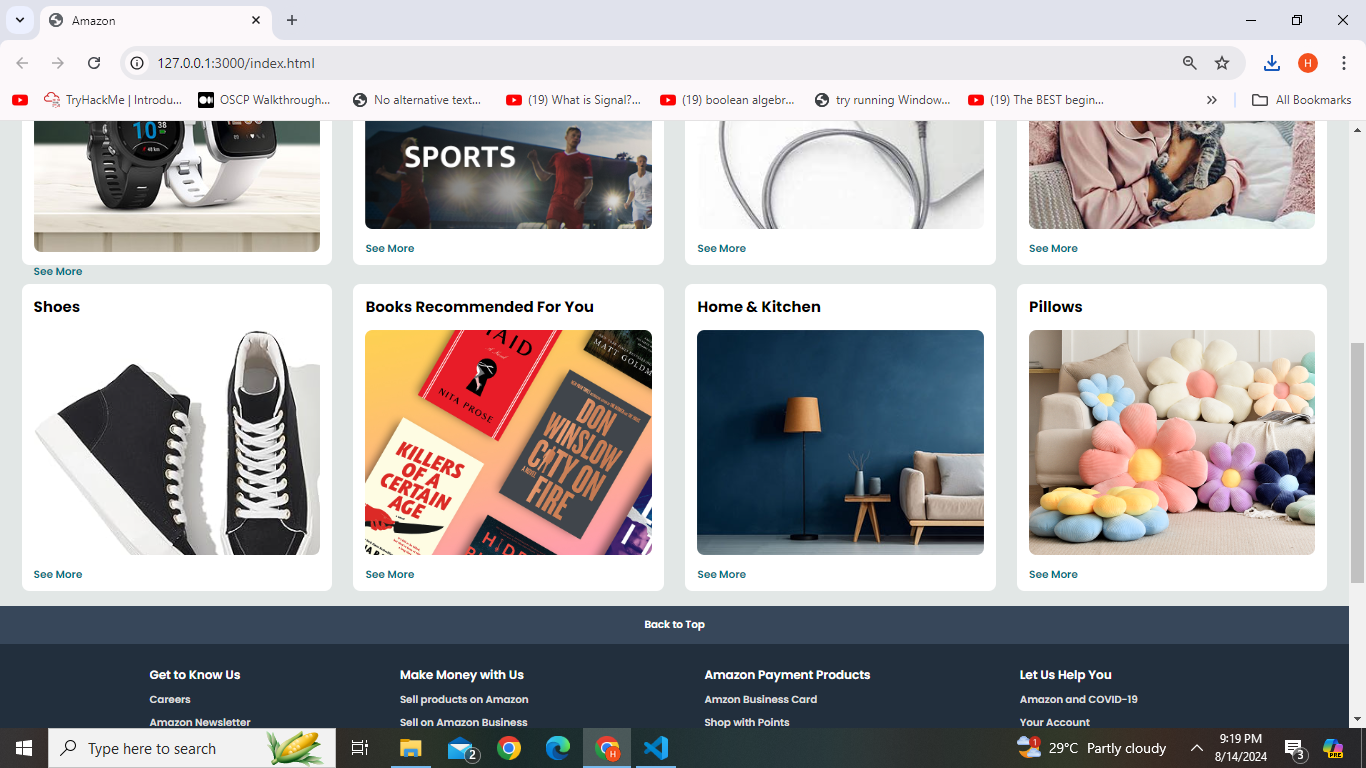 Amazon
127.0.0.1:3000/index.html
H
TryHackMe | Introdu...
OSCP Walkthrough...
No alternative text...
(19) What is Signal?...
(19) boolean algebr...
try running Window...
(19) The BEST begin...
All Bookmarks
10 38
SPORTS
See More
See More
See More
See More
Shoes
Books Recommended For You
Home & Kitchen
Pillows
NITA PROSE
MATT GOLDM
DON
WINSLOW
CITY ON
FIRE
A NOVEL
KILLERS
OF A
CERTAIN
AGE
See More
See More
See More
See More
Back to Top
Get to Know Us
Make Money with Us
Amazon Payment Products
Let Us Help You
Careers
Sell products on Amazon
Amzon Business Card
Amazon and COVID-19
Amazon Newsletter
Sell on Amazon Business
Shop with Points
Your Account
Type here to search
2
H
1
29°C Partly cloudy
9:19 PM
8/14/2024
3
PRE